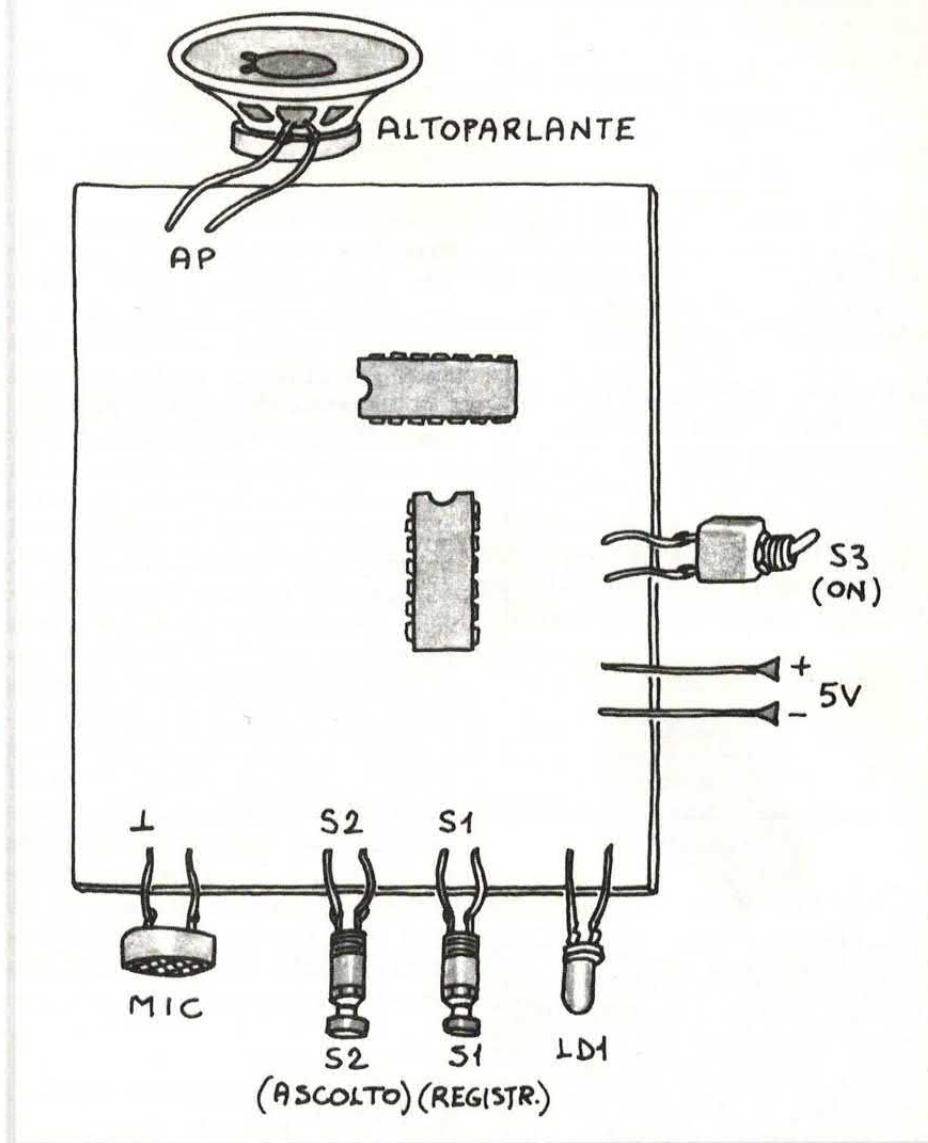 ALTOPARLANTE
AP
S3
(ON)
+
5V
-
⊥
S2
S1
MIC
S2
S1
LD1
(ASCOLTO) (REGISTR.)